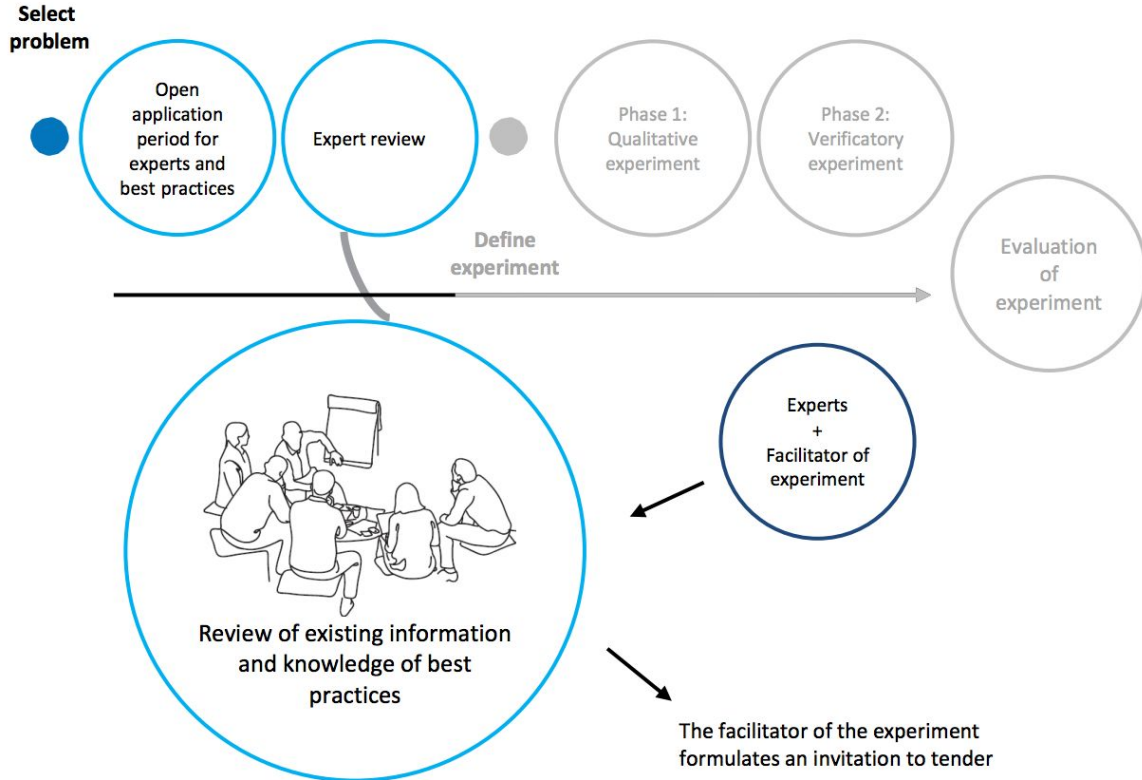 Select
problem
Open
application
period for
experts and
best practices
Expert review
Phase 1:
Qualitative
experiment
Phase 2:
Verificatory
experiment
Define
experiment
Evaluation
of
experiment
Experts
+
Facilitator of
experiment
Review of existing information
and knowledge of best
practices
The facilitator of the experiment
formulates an invitation to tender